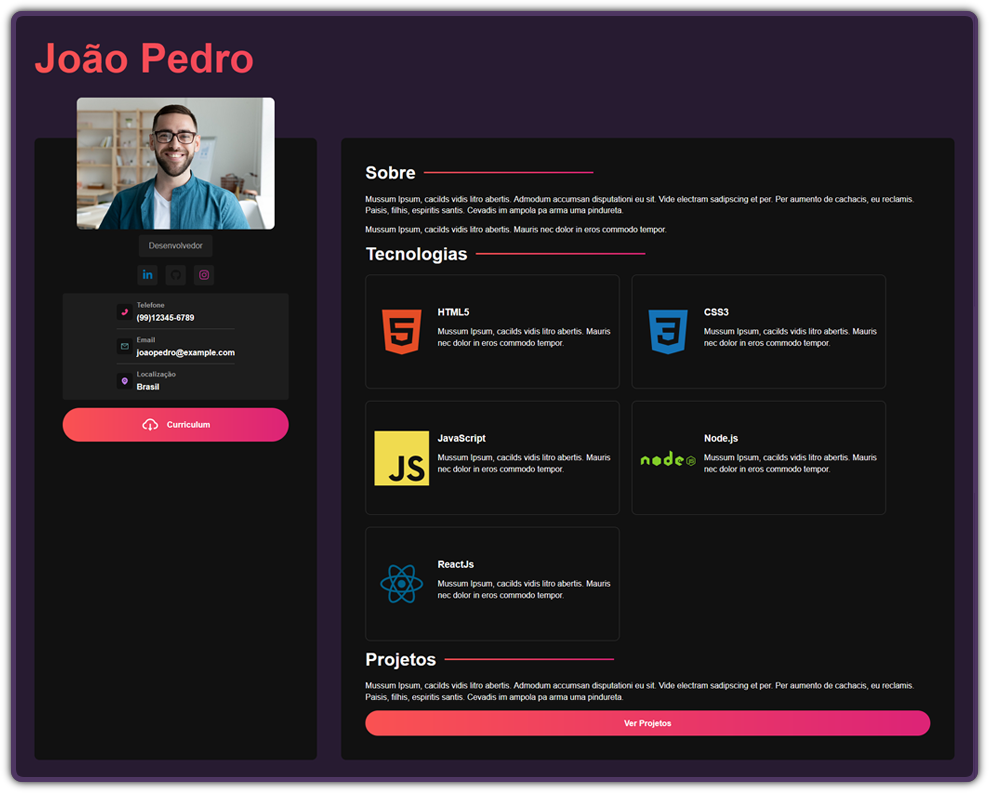 João Pedro
Desenvolvedor
in
Telefone
(99)12345-6789
Email
joaopedro@example.com
Localização
Brasil
Curriculum
Sobre
Mussum Ipsum, cacilds vidis litro abertis. Admodum accumsan disputationi eu sit. Vide electram sadipscing et per. Per aumento de cachacis, eu reclamis.
Paisis, filhis, espiritis santis. Cevadis im ampola pa arma uma pindureta.
Mussum Ipsum, cacilds vidis litro abertis. Mauris nec dolor in eros commodo tempor.
Tecnologias
5
HTML5
Mussum Ipsum, cacilds vidis litro abertis. Mauris
nec dolor in eros commodo tempor.
3
CSS3
Mussum Ipsum, cacilds vidis litro abertis. Mauris
nec dolor in eros commodo tempor.
JS
JavaScript
Mussum Ipsum, cacilds vidis litro abertis. Mauris
nec dolor in eros commodo tempor.
node JS
Node.js
Mussum Ipsum, cacilds vidis litro abertis. Mauris
nec dolor in eros commodo tempor.
ReactJs
Mussum Ipsum, cacilds vidis litro abertis. Mauris
nec dolor in eros commodo tempor.
Projetos
Mussum Ipsum, cacilds vidis litro abertis. Admodum accumsan disputationi eu sit. Vide electram sadipscing et per. Per aumento de cachacis, eu reclamis.
Paisis, filhis, espiritis santis. Cevadis im ampola pa arma uma pindureta.
Ver Projetos